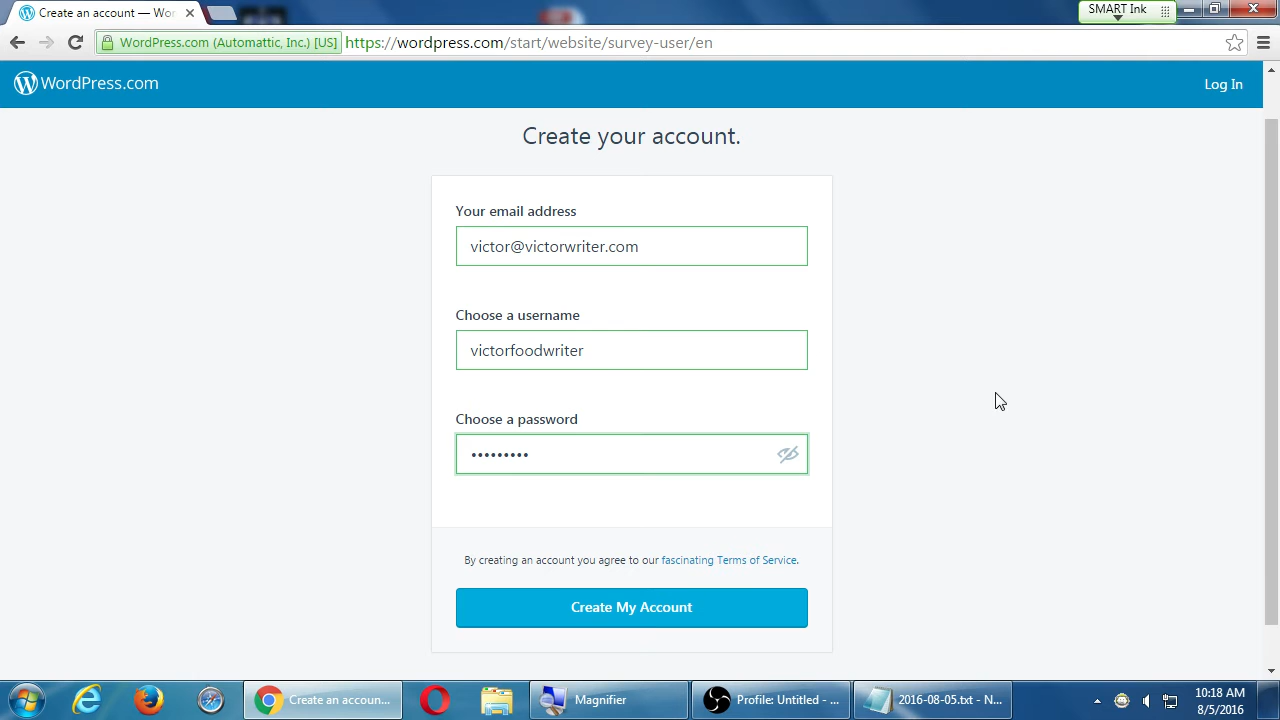 Create an account — Wor
SMART Ink
WordPress.com (Automattic, Inc.) [US]
https://wordpress.com/start/website/survey-user/en
WordPress.com
Log In
Create your account.
Your email address
victor@victorwriter.com
Choose a username
victorfoodwriter
Choose a password
•••••••••
By creating an account you agree to our fascinating Terms of Service.
Create My Account
Create an accoun...
Magnifier
Profile: Untitled - ...
2016-08-05.txt - N...
10:18 AM
8/5/2016